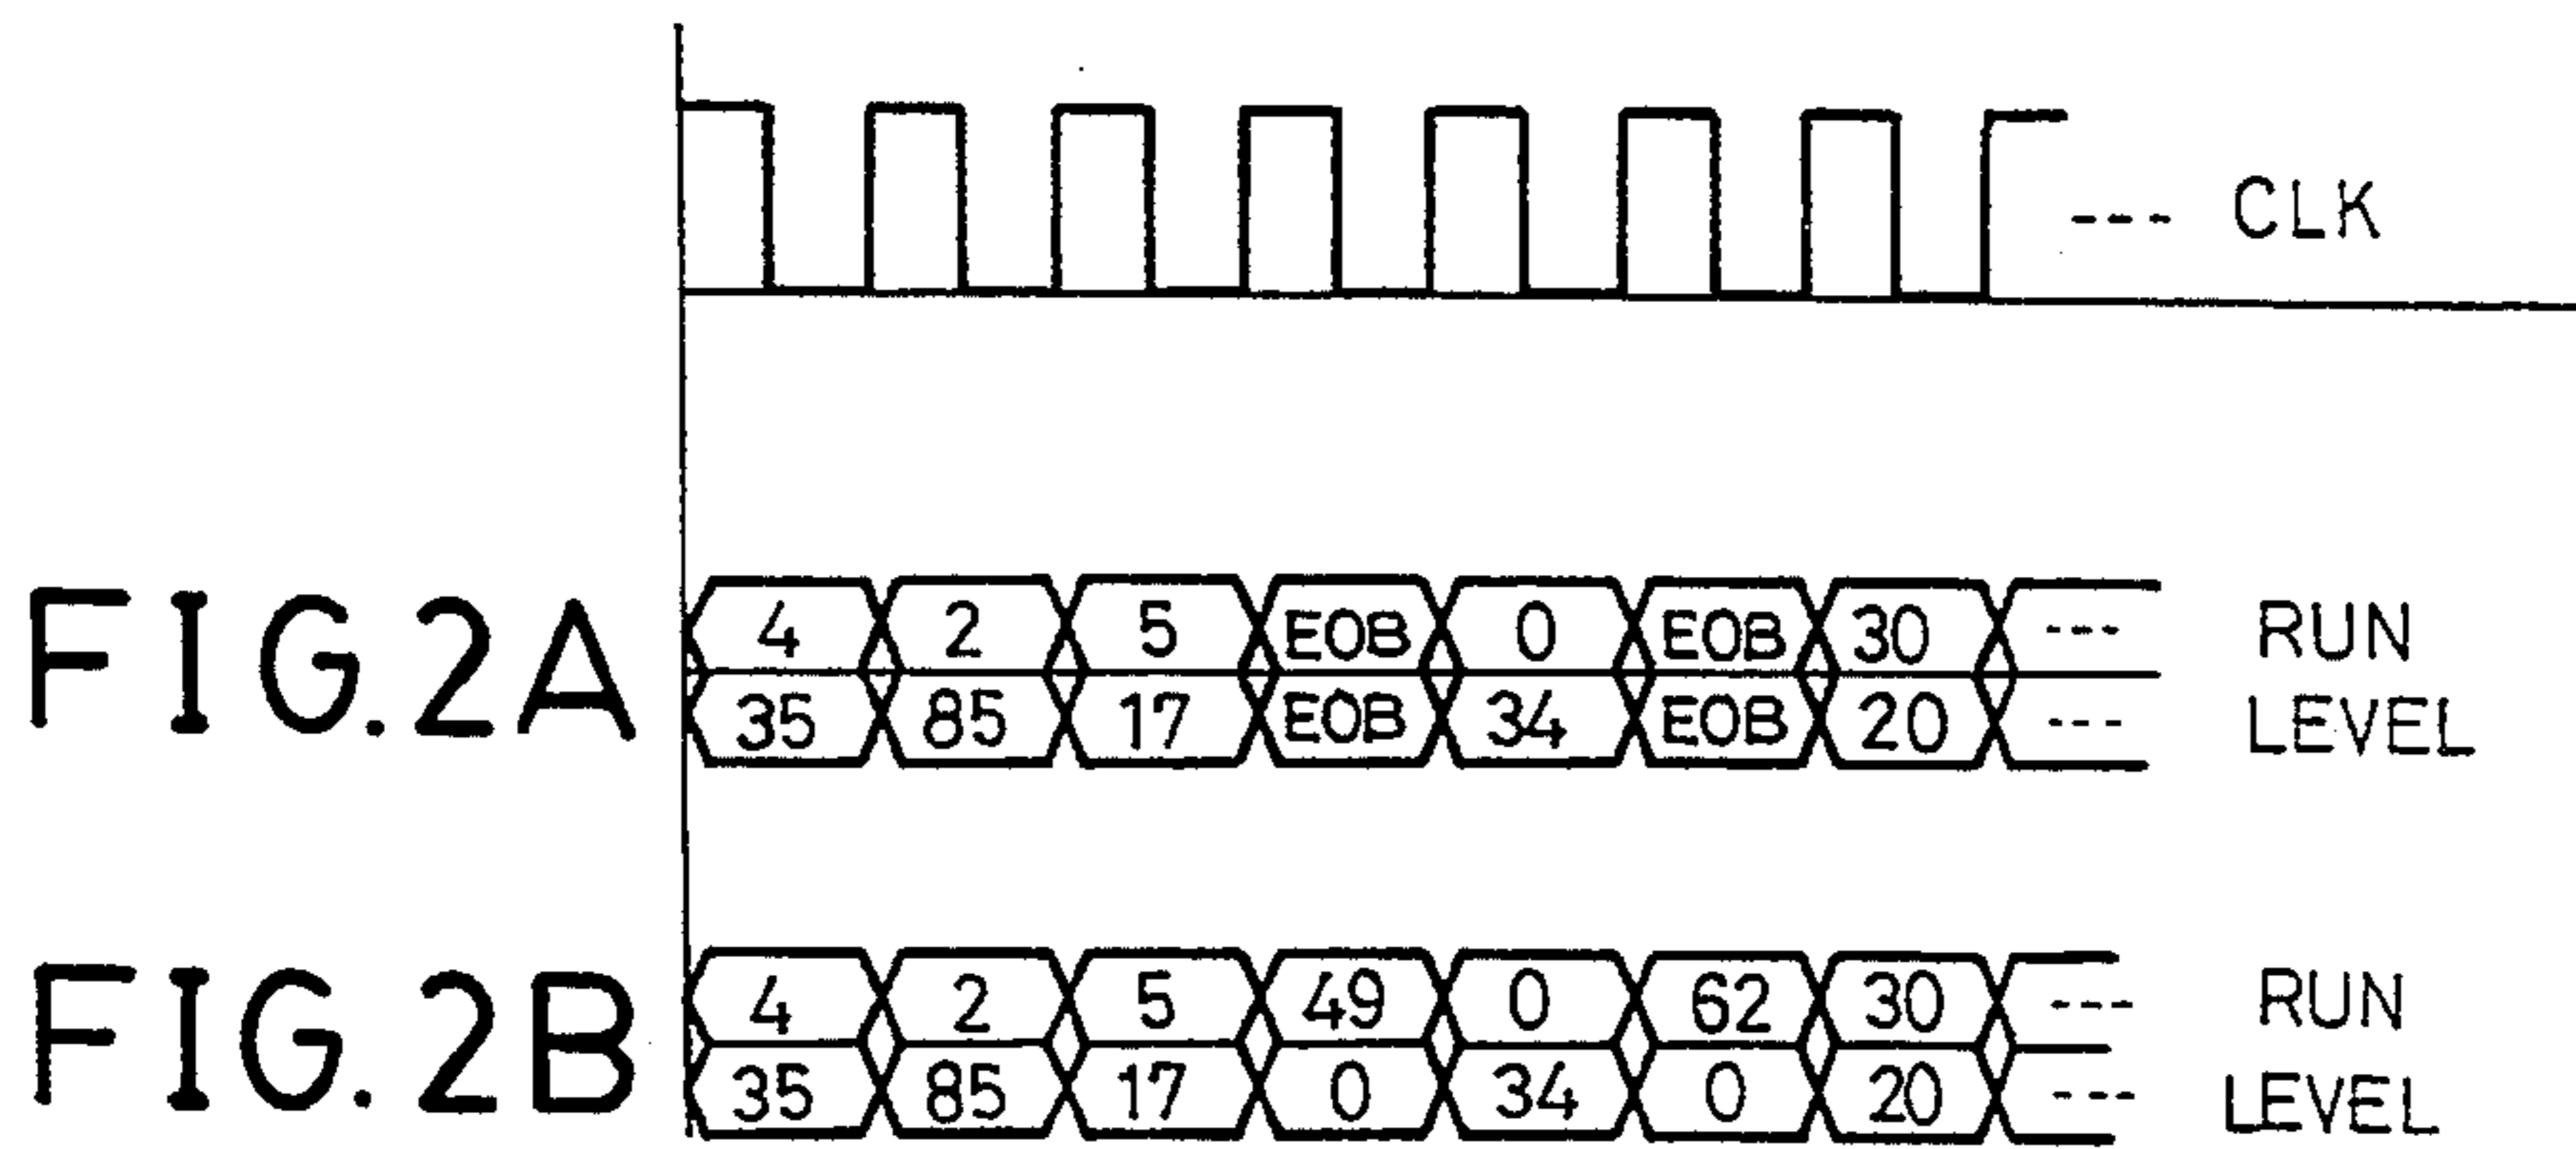 --- CLK
FIG.2A
4 2 5 EOB 0 EOB 30 --- RUN
35 85 17 EOB 34 EOB 20 --- LEVEL
FIG.2B
4 2 5 49 0 62 30 --- RUN
35 85 17 0 34 0 20 --- LEVEL